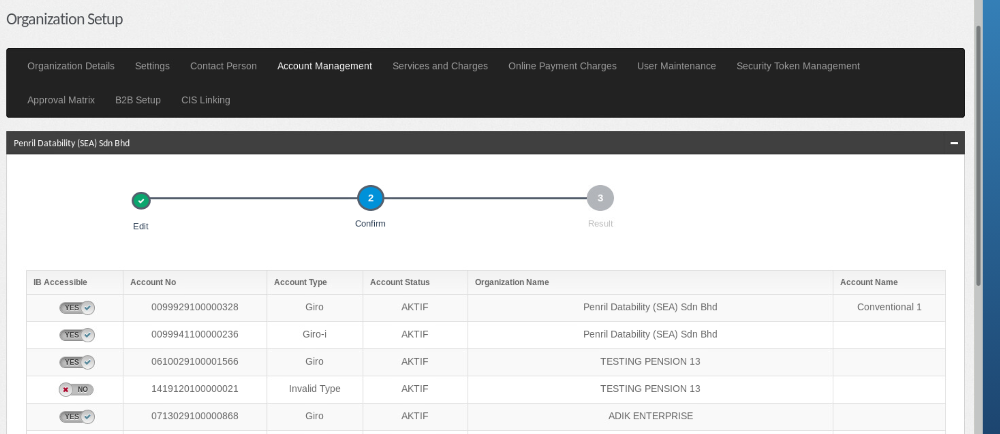 Organization Setup
Organization Details Settings Contact Person Account Management Services and Charges Online Payment Charges User Maintenance Security Token Management
Approval Matrix B2B Setup CIS Linking
Penril Datability (SEA) Sdn Bhd
2 3
Edit Confirm Result
IB Accessible Account No Account Type Account Status Organization Name Account Name
YES 0099929100000328 Giro AKTIF Penril Datability (SEA) Sdn Bhd Conventional 1
YES 0099941100000236 Giro-i AKTIF Penril Datability (SEA) Sdn Bhd
YES 0610029100001566 Giro AKTIF TESTING PENSION 13
NO 1419120100000021 Invalid Type AKTIF TESTING PENSION 13
YES 0713029100000868 Giro AKTIF ADIK ENTERPRISE